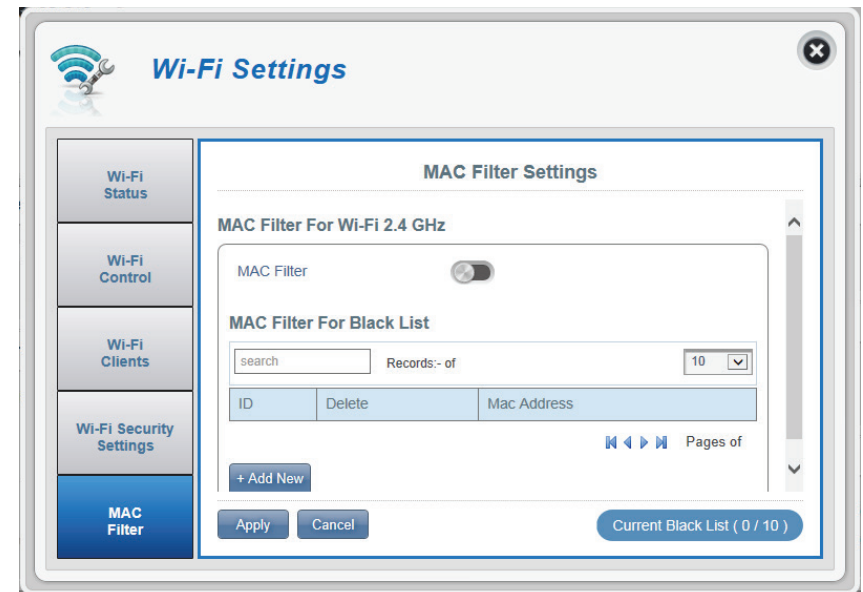 Wi-Fi Settings
Wi-Fi
Status
Wi-Fi
Control
Wi-Fi
Clients
Wi-Fi Security
Settings
MAC
Filter
MAC Filter Settings
MAC Filter For Wi-Fi 2.4 GHz
MAC Filter
MAC Filter For Black List
search Records:- of 10
ID Delete Mac Address
Pages of
+ Add New
Apply Cancel Current Black List ( 0 / 10 )